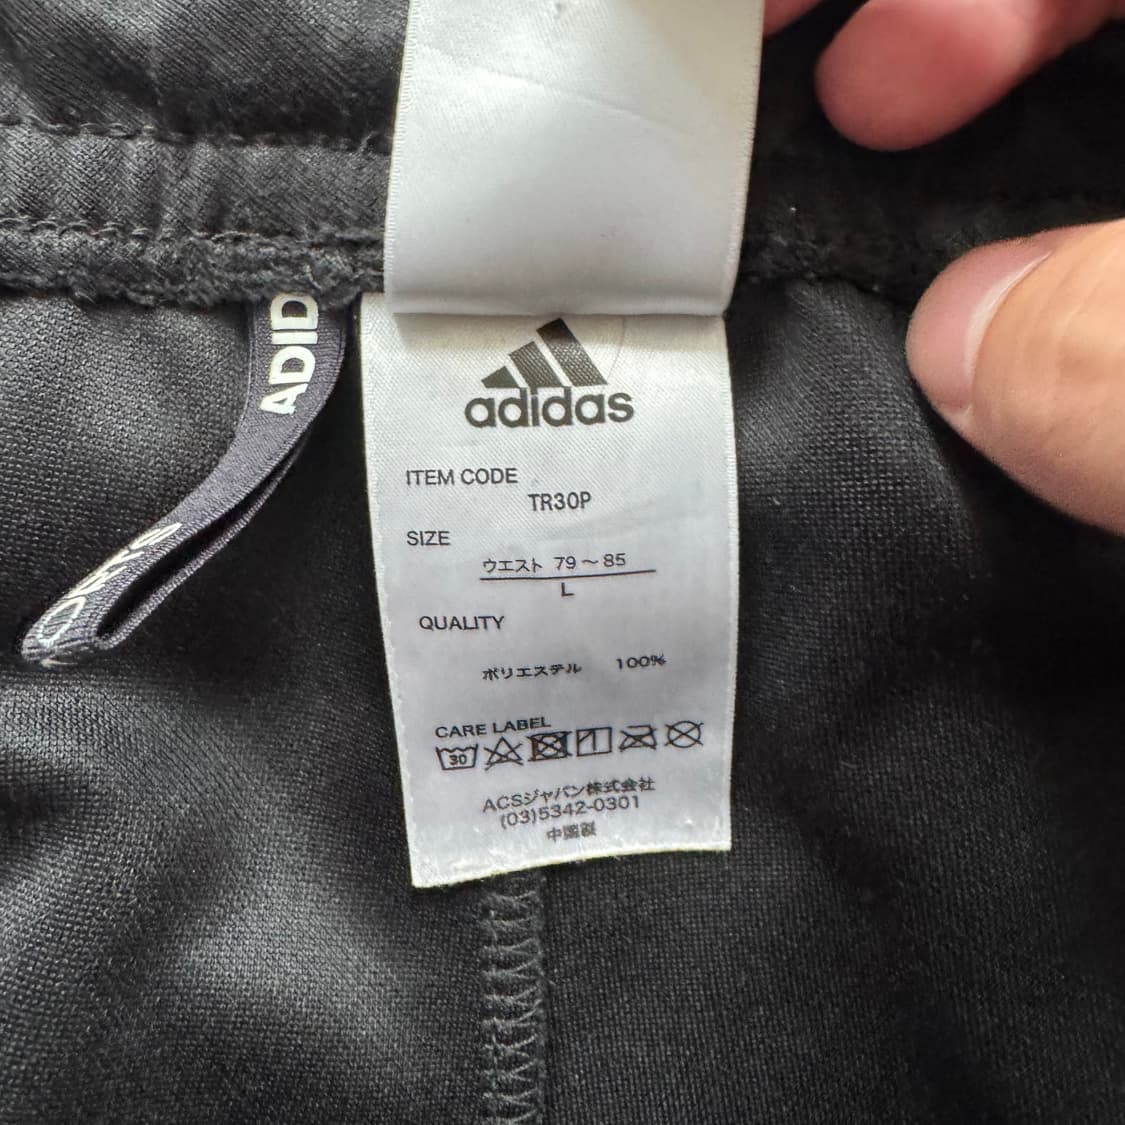 ADID
ORTS
adidas
ITEM CODE
TR30P
SIZE
ウエスト 79～85
L
QUALITY
ポリエステル 100%
CARE LABEL
30
ACSジャパン株式会社
(03)5342-0301
中国製